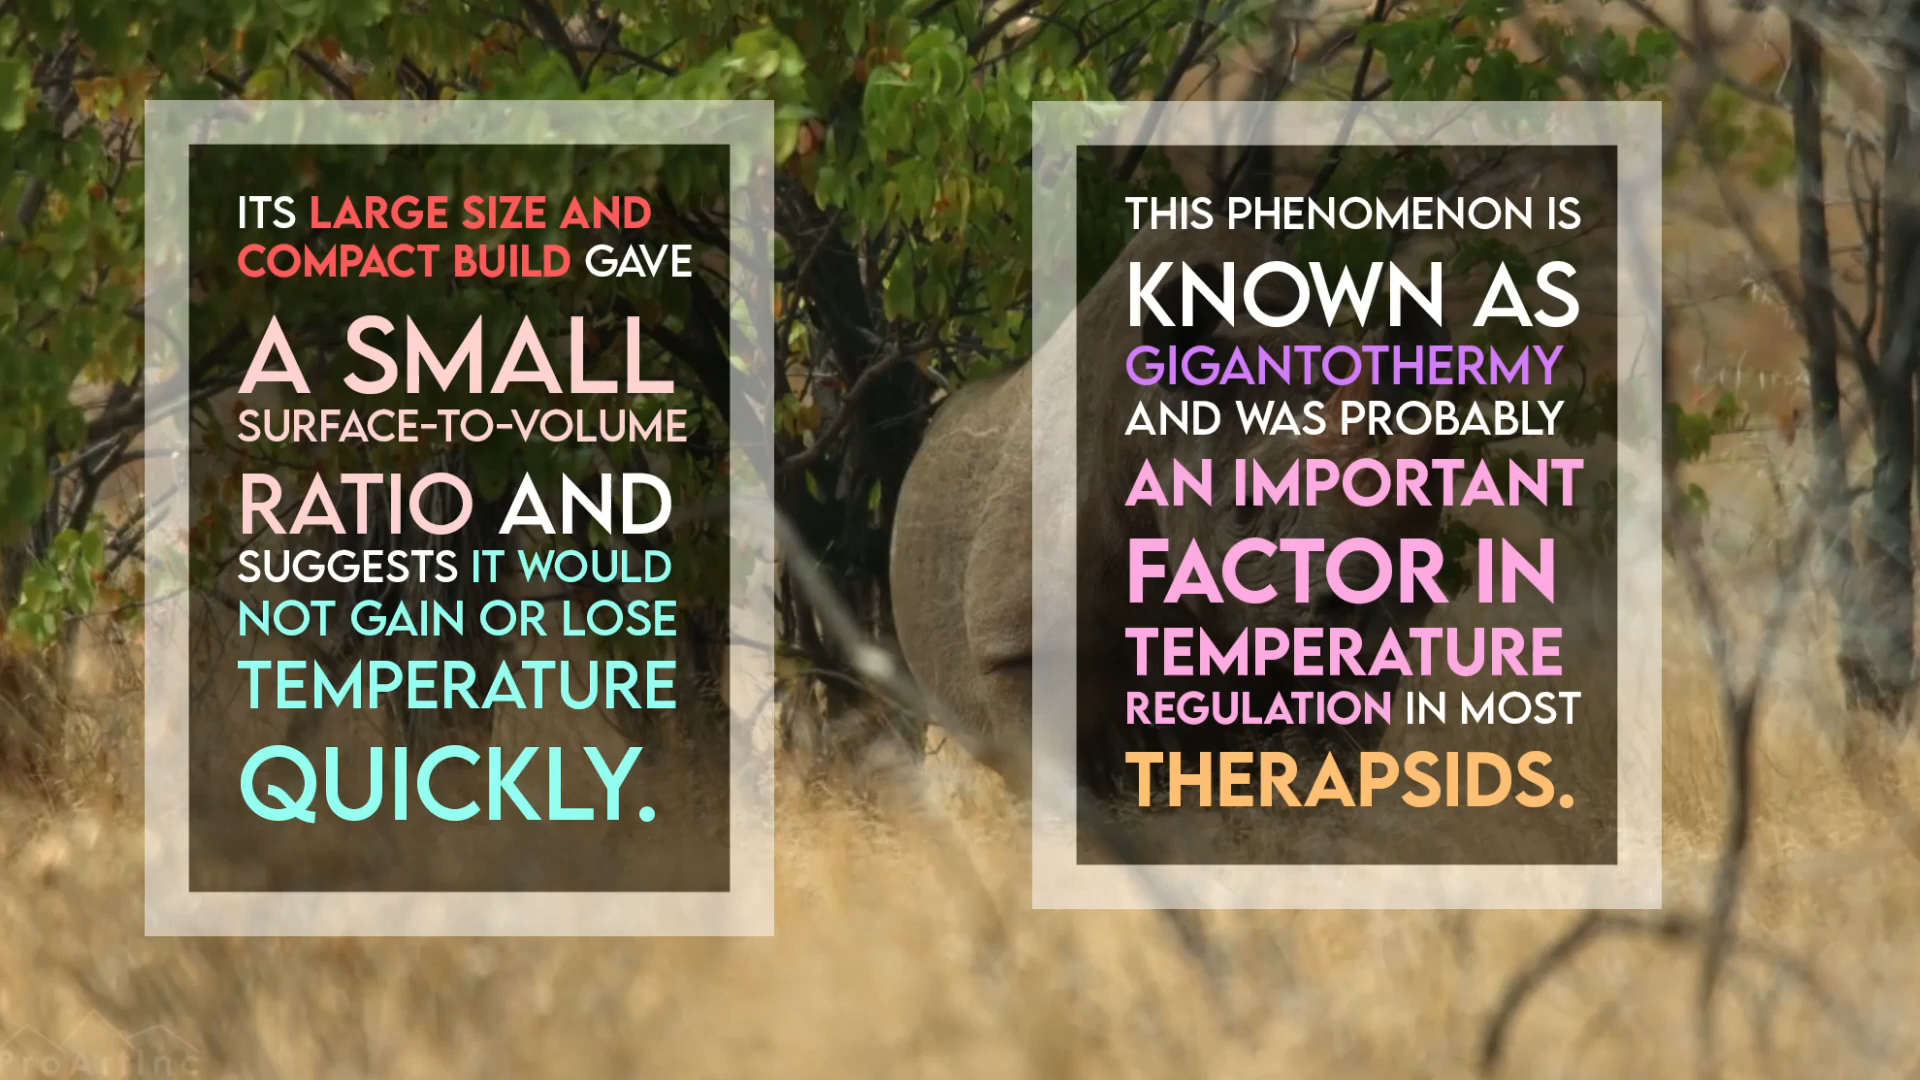 ITS LARGE SIZE AND
COMPACT BUILD GAVE
A SMALL
SURFACE-TO-VOLUME
RATIO AND
SUGGESTS IT WOULD
NOT GAIN OR LOSE
TEMPERATURE
QUICKLY.
THIS PHENOMENON IS
KNOWN AS
GIGANTOTHERMY
AND WAS PROBABLY
AN IMPORTANT
FACTOR IN
TEMPERATURE
REGULATION IN MOST
THERAPSIDS.
ProArtInc